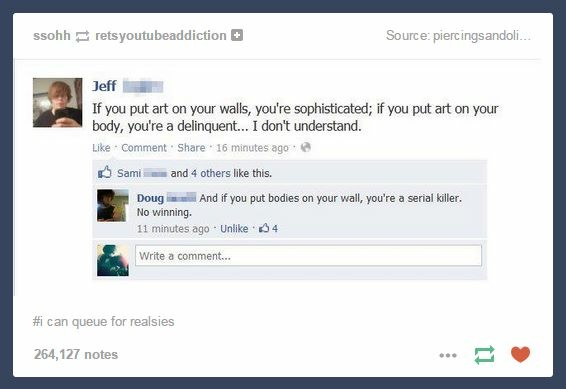 ssohh retsyoutubeaddiction Source: piercingsandoli...
Jeff
If you put art on your walls, you're sophisticated; if you put art on your
body, you're a delinquent... I don't understand.
Like · Comment · Share · 16 minutes ago ·
Sami and 4 others like this.
Doug And if you put bodies on your wall, you're a serial killer.
No winning.
11 minutes ago · Unlike · 4
Write a comment...
#i can queue for realsies
264,127 notes